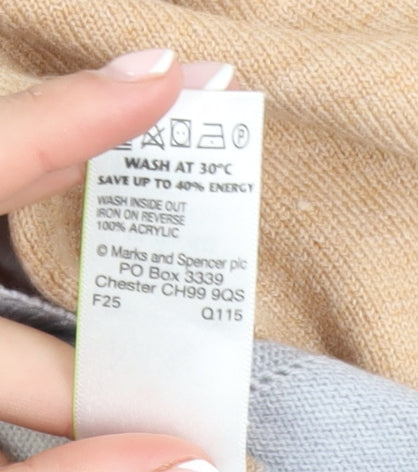 P
WASH AT 30°C
SAVE UP TO 40% ENERGY
WASH INSIDE OUT
IRON ON REVERSE
100% ACRYLIC
© Marks and Spencer plc
PO Box 3339
Chester CH99 9QS
F25 Q115